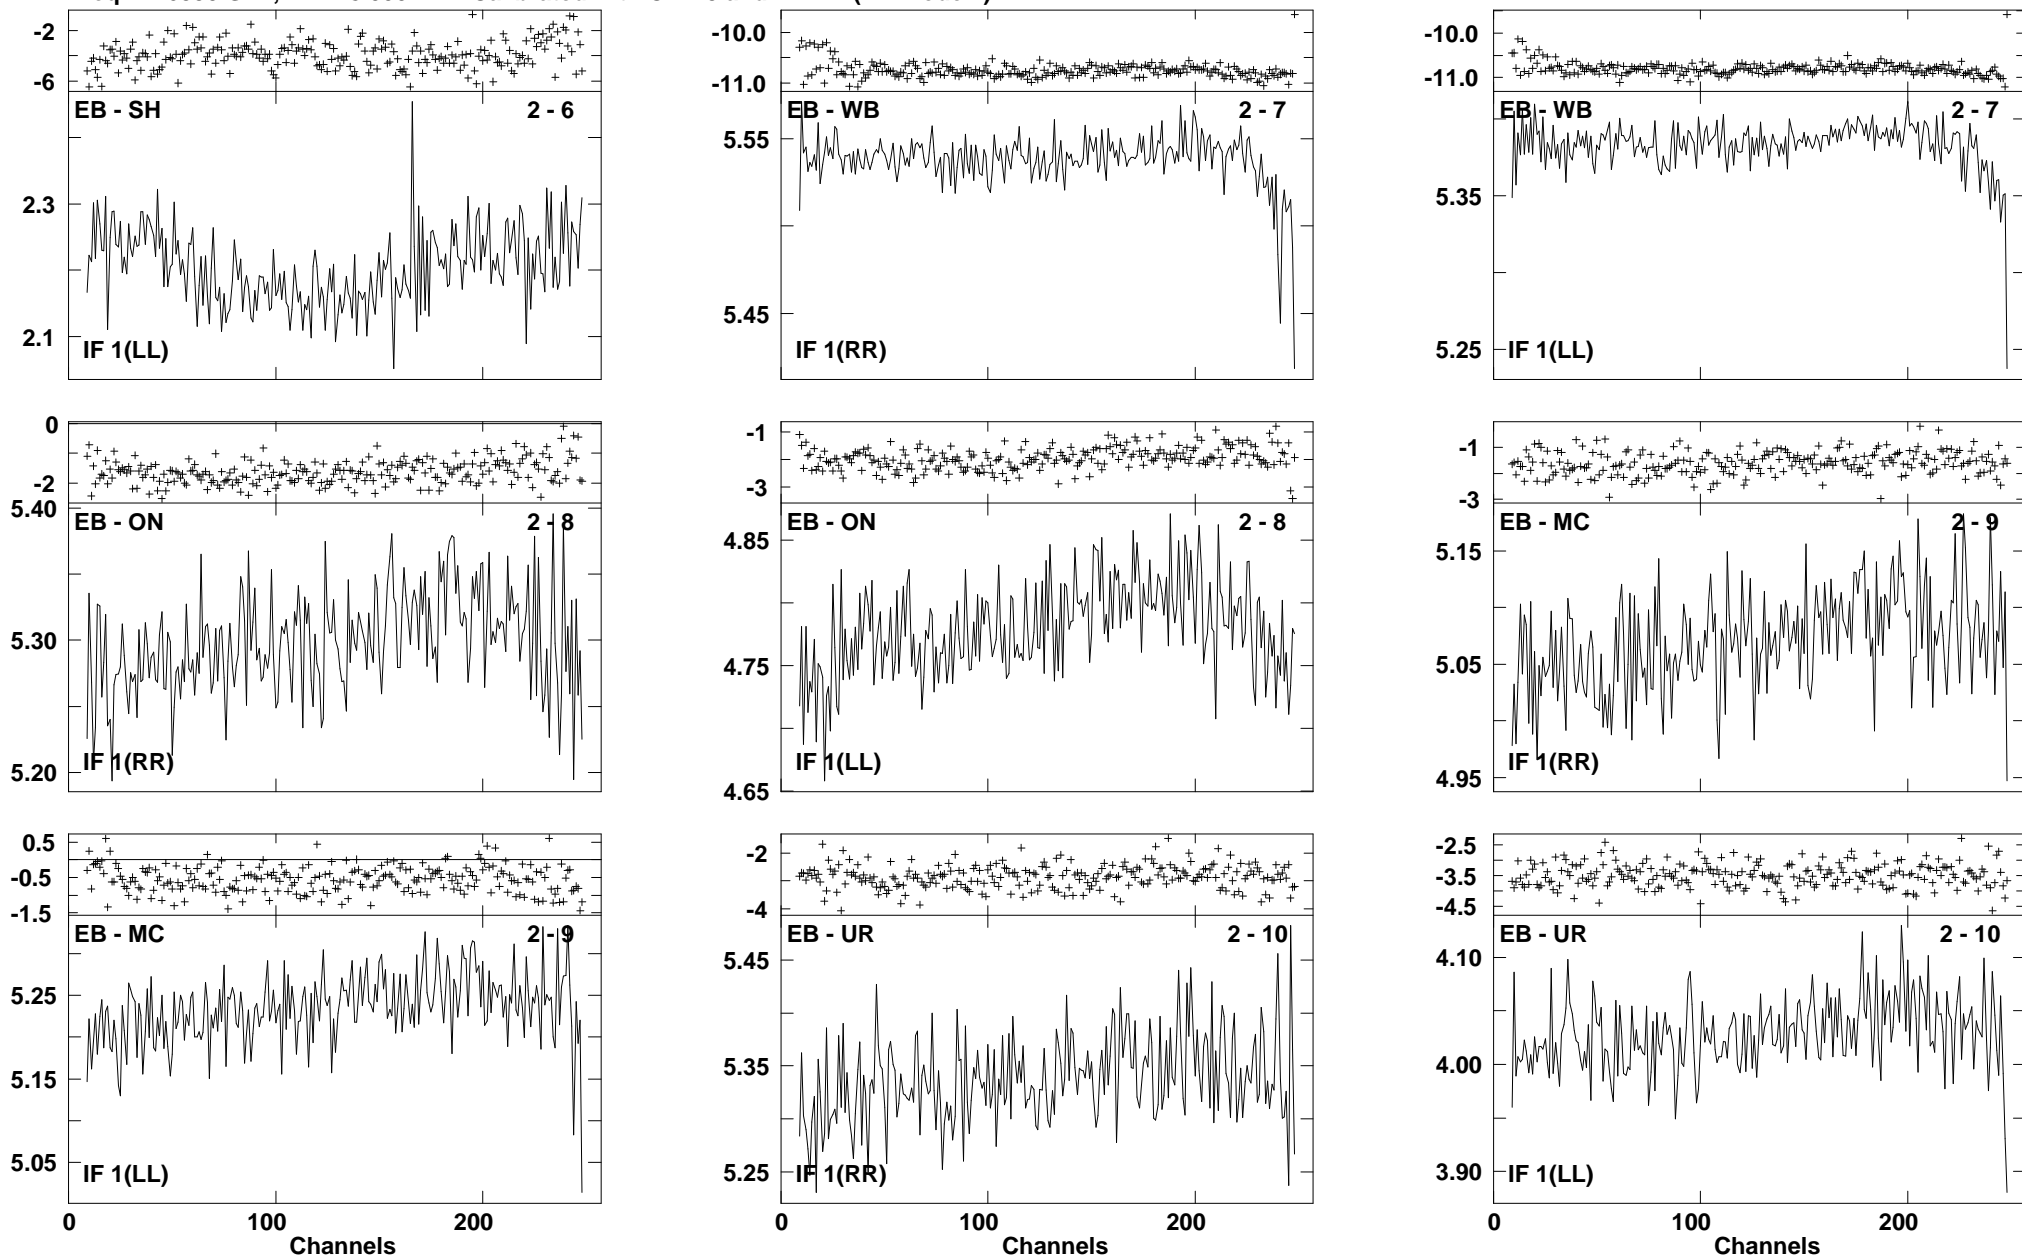 -2
-6
EB - SH 2 - 6
2.3
2.1
IF 1(LL)
-10.0
-11.0
EB - WB 2 - 7
5.55
5.45
IF 1(RR)
-10.0
-11.0
EB - WB 2 - 7
5.35
5.25
IF 1(LL)
0
-2
5.40
EB - ON 2 - 8
5.30
5.20
IF 1(RR)
-1
-3
EB - ON 2 - 8
4.85
4.75
4.65
IF 1(LL)
-1
-3
EB - MC 2 - 9
5.15
5.05
4.95
IF 1(RR)
0.5
-0.5
-1.5
EB - MC 2 - 9
5.25
5.15
5.05
IF 1(LL)
0 100 200
Channels
-2
-4
EB - UR 2 - 10
5.45
5.35
5.25
IF 1(RR)
0 100 200
Channels
-2.5
-3.5
-4.5
EB - UR 2 - 10
4.10
4.00
3.90
IF 1(LL)
0 100 200
Channels